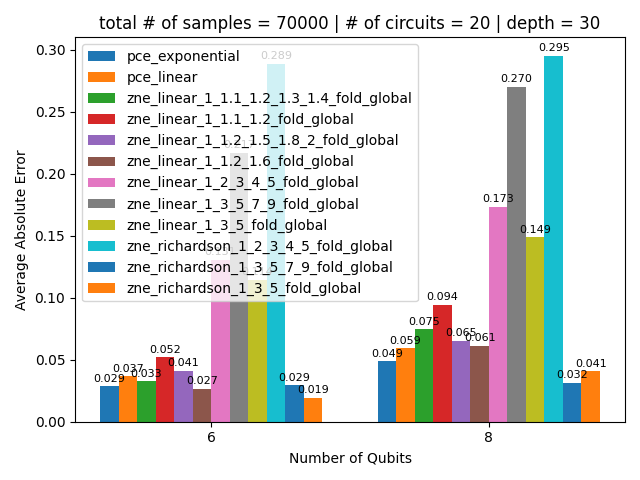 total # of samples = 70000 | # of circuits = 20 | depth = 30
Average Absolute Error
0.30
0.25
0.20
0.15
0.10
0.05
0.00
pce_exponential
pce_linear
zne_linear_1_1.1_1.2_1.3_1.4_fold_global
zne_linear_1_1.1_1.2_fold_global
zne_linear_1_1.2_1.5_1.8_2_fold_global
zne_linear_1_1.2_1.6_fold_global
zne_linear_1_2_3_4_5_fold_global
zne_linear_1_3_5_7_9_fold_global
zne_linear_1_3_5_fold_global
zne_richardson_1_2_3_4_5_fold_global
zne_richardson_1_3_5_7_9_fold_global
zne_richardson_1_3_5_fold_global
0.029
0.037
0.033
0.052
0.041
0.027
0.289
0.029
0.019
0.049
0.059
0.075
0.094
0.065
0.061
0.173
0.270
0.149
0.295
0.032
0.041
6
8
Number of Qubits